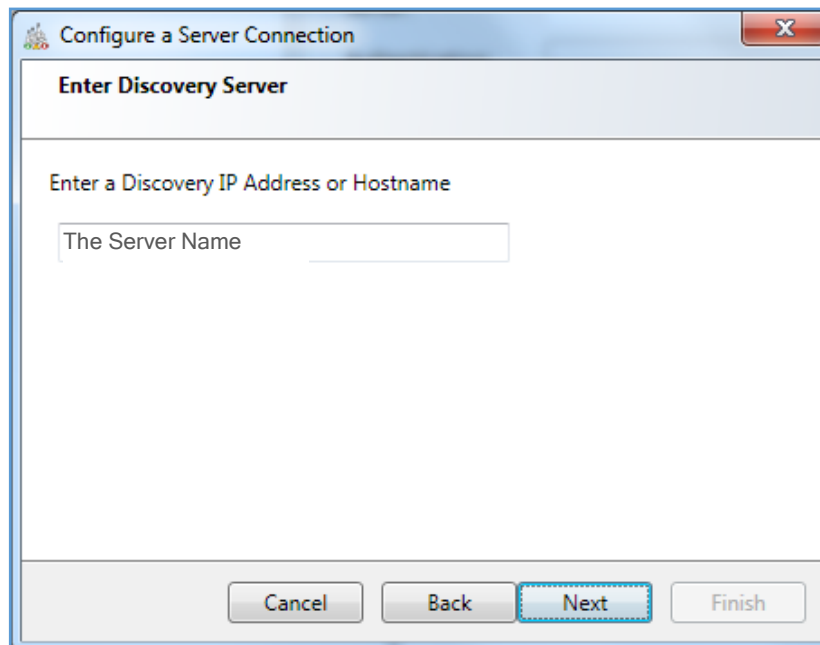 Configure a Server Connection
Enter Discovery Server
Enter a Discovery IP Address or Hostname
The Server Name
Cancel Back Next Finish